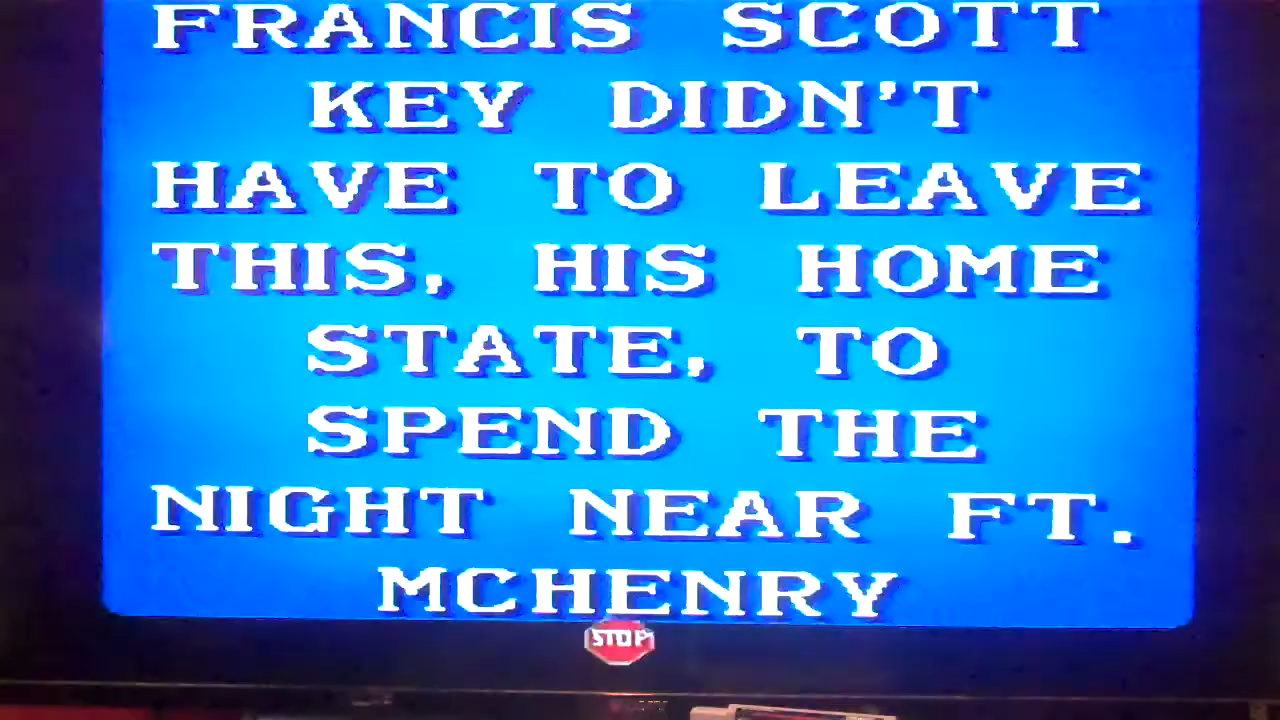 FRANCIS SCOTT
KEY DIDN'T
HAVE TO LEAVE
THIS, HIS HOME
STATE, TO
SPEND THE
NIGHT NEAR FT.
MCHENRY
STOP